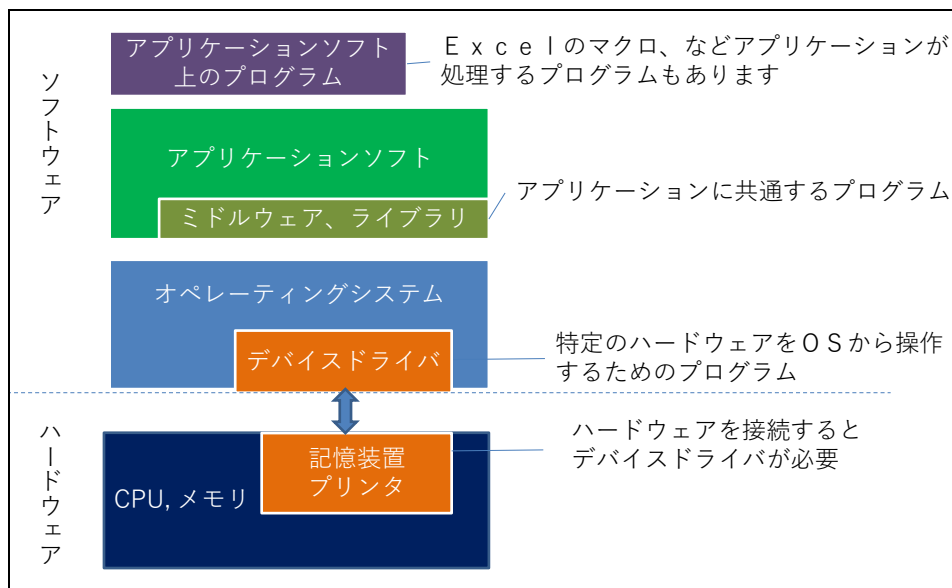 ソフトウェア
アプリケーションソフト
上のプログラム
Ｅｘｃｅｌのマクロ、などアプリケーションが
処理するプログラムもあります
アプリケーションソフト
ミドルウェア、ライブラリ
アプリケーションに共通するプログラム
オペレーティングシステム
デバイスドライバ
特定のハードウェアをＯＳから操作
するためのプログラム
ハードウェア
CPU, メモリ
記憶装置
プリンタ
ハードウェアを接続すると
デバイスドライバが必要